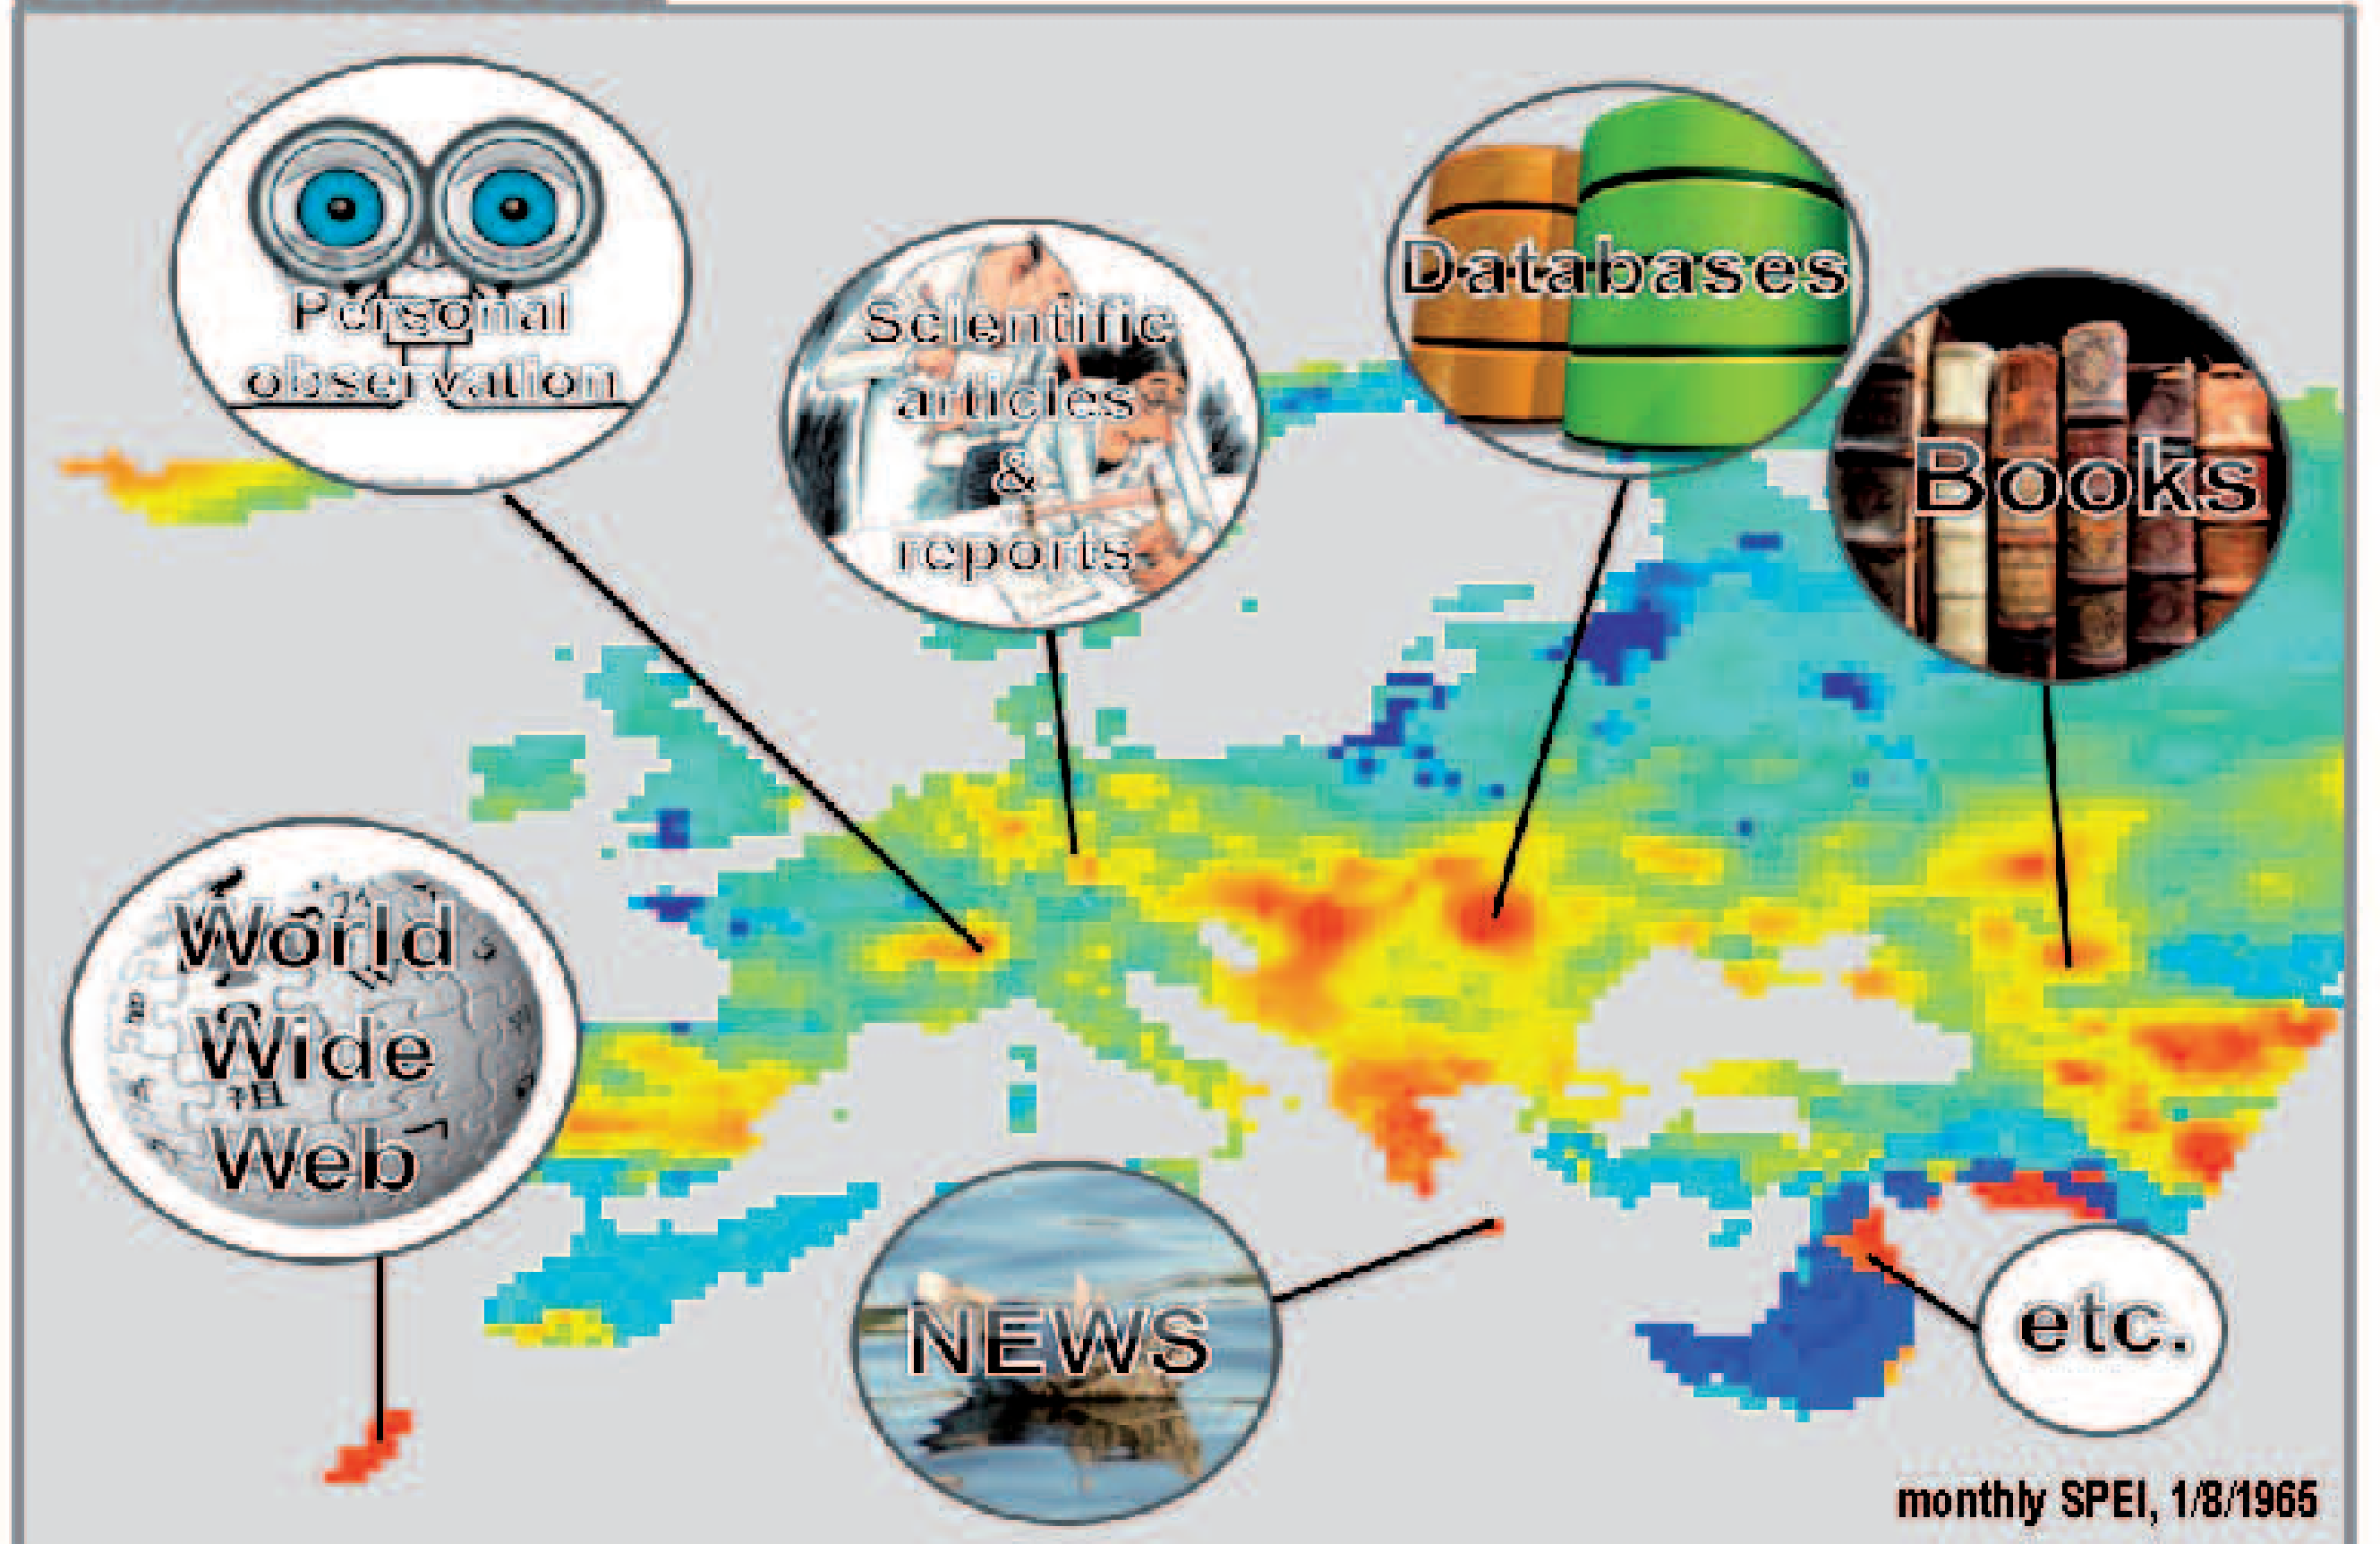 Personal
observation
Scientific
articles
&
reports
Databases
Books
World
Wide
Web
NEWS
etc.
monthly SPEI, 1/8/1965